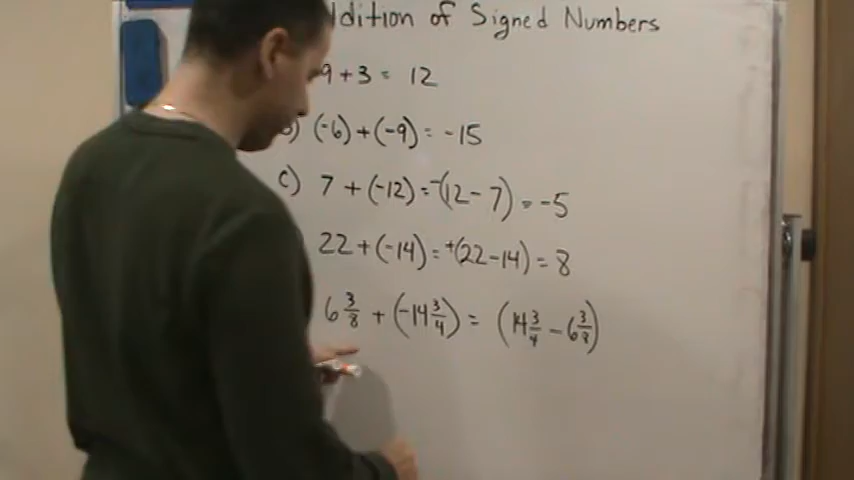 ddition of Signed Numbers
9 + 3 = 12
b) (-6) + (-9) = -15
c) 7 + (-12) = -(12 - 7) = -5
22 + (-14) = +(22 - 14) = 8
6 3/8 + (-14 3/4) = (14 3/4 - 6 3/8)